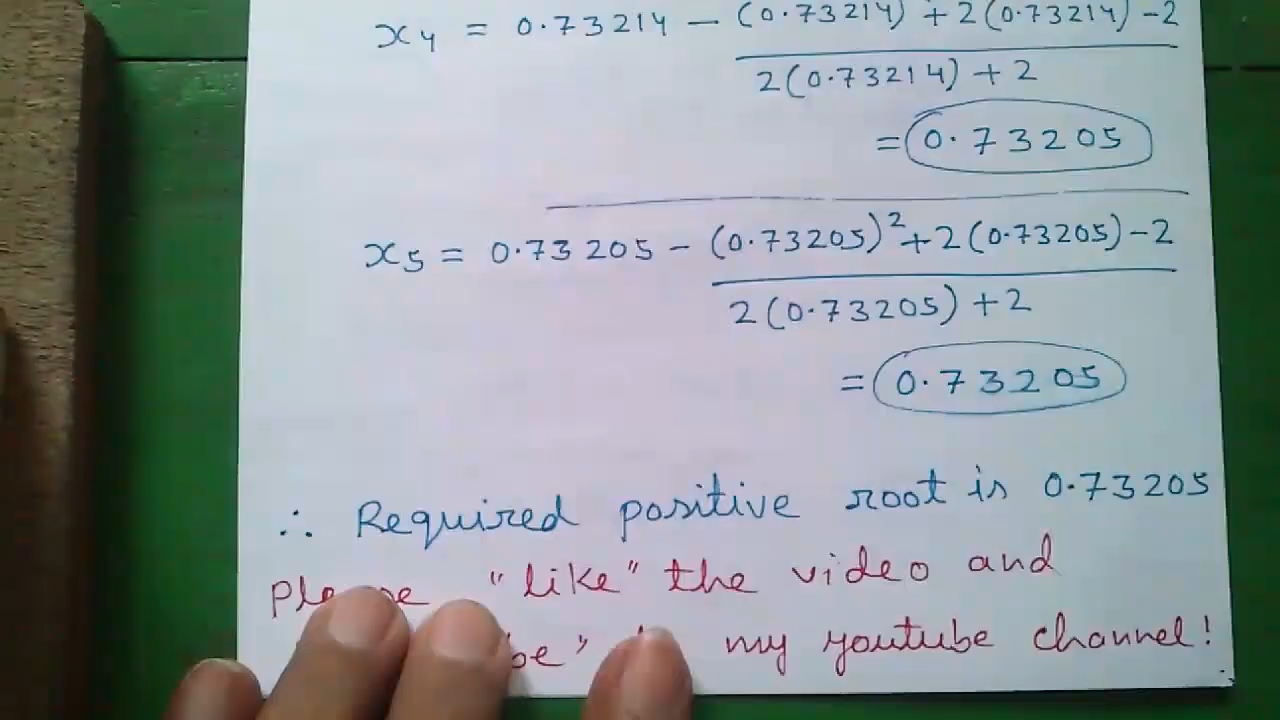 x4 = 0.73214 - (0.73214) + 2(0.73214) - 2
2(0.73214) + 2
= 0.73205
x5 = 0.73205 - (0.73205)² + 2(0.73205) - 2
2(0.73205) + 2
= 0.73205
∴ Required positive root is 0.73205
"like" the video and
my youtube channel!